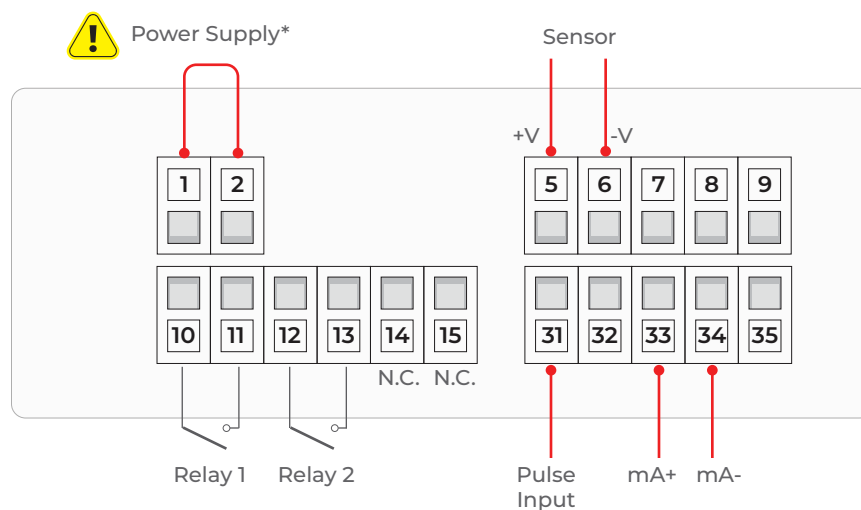 ! Power Supply*
Sensor
+V -V
1 2
5 6 7 8 9
10 11 12 13 14 15
31 32 33 34 35
N.C. N.C.
Relay 1 Relay 2
Pulse
Input
mA+ mA-